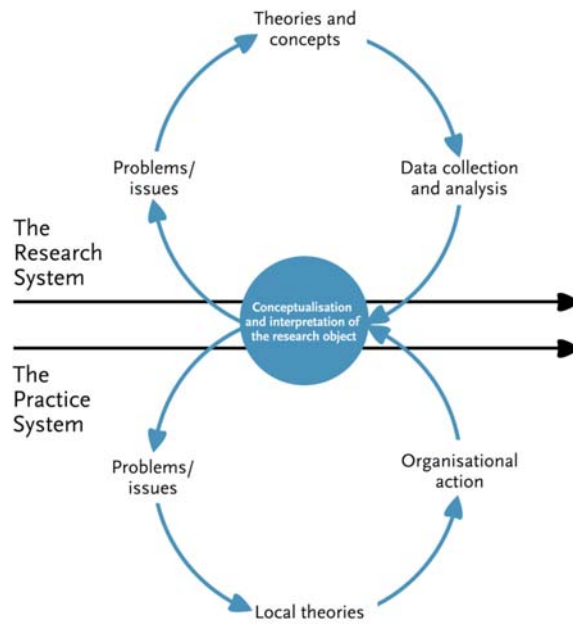 Theories and
concepts
Problems/
issues
Data collection
and analysis
The
Research
System
Conceptualisation
and interpretation of
the research object
The
Practice
System
Problems/
issues
Organisational
action
Local theories